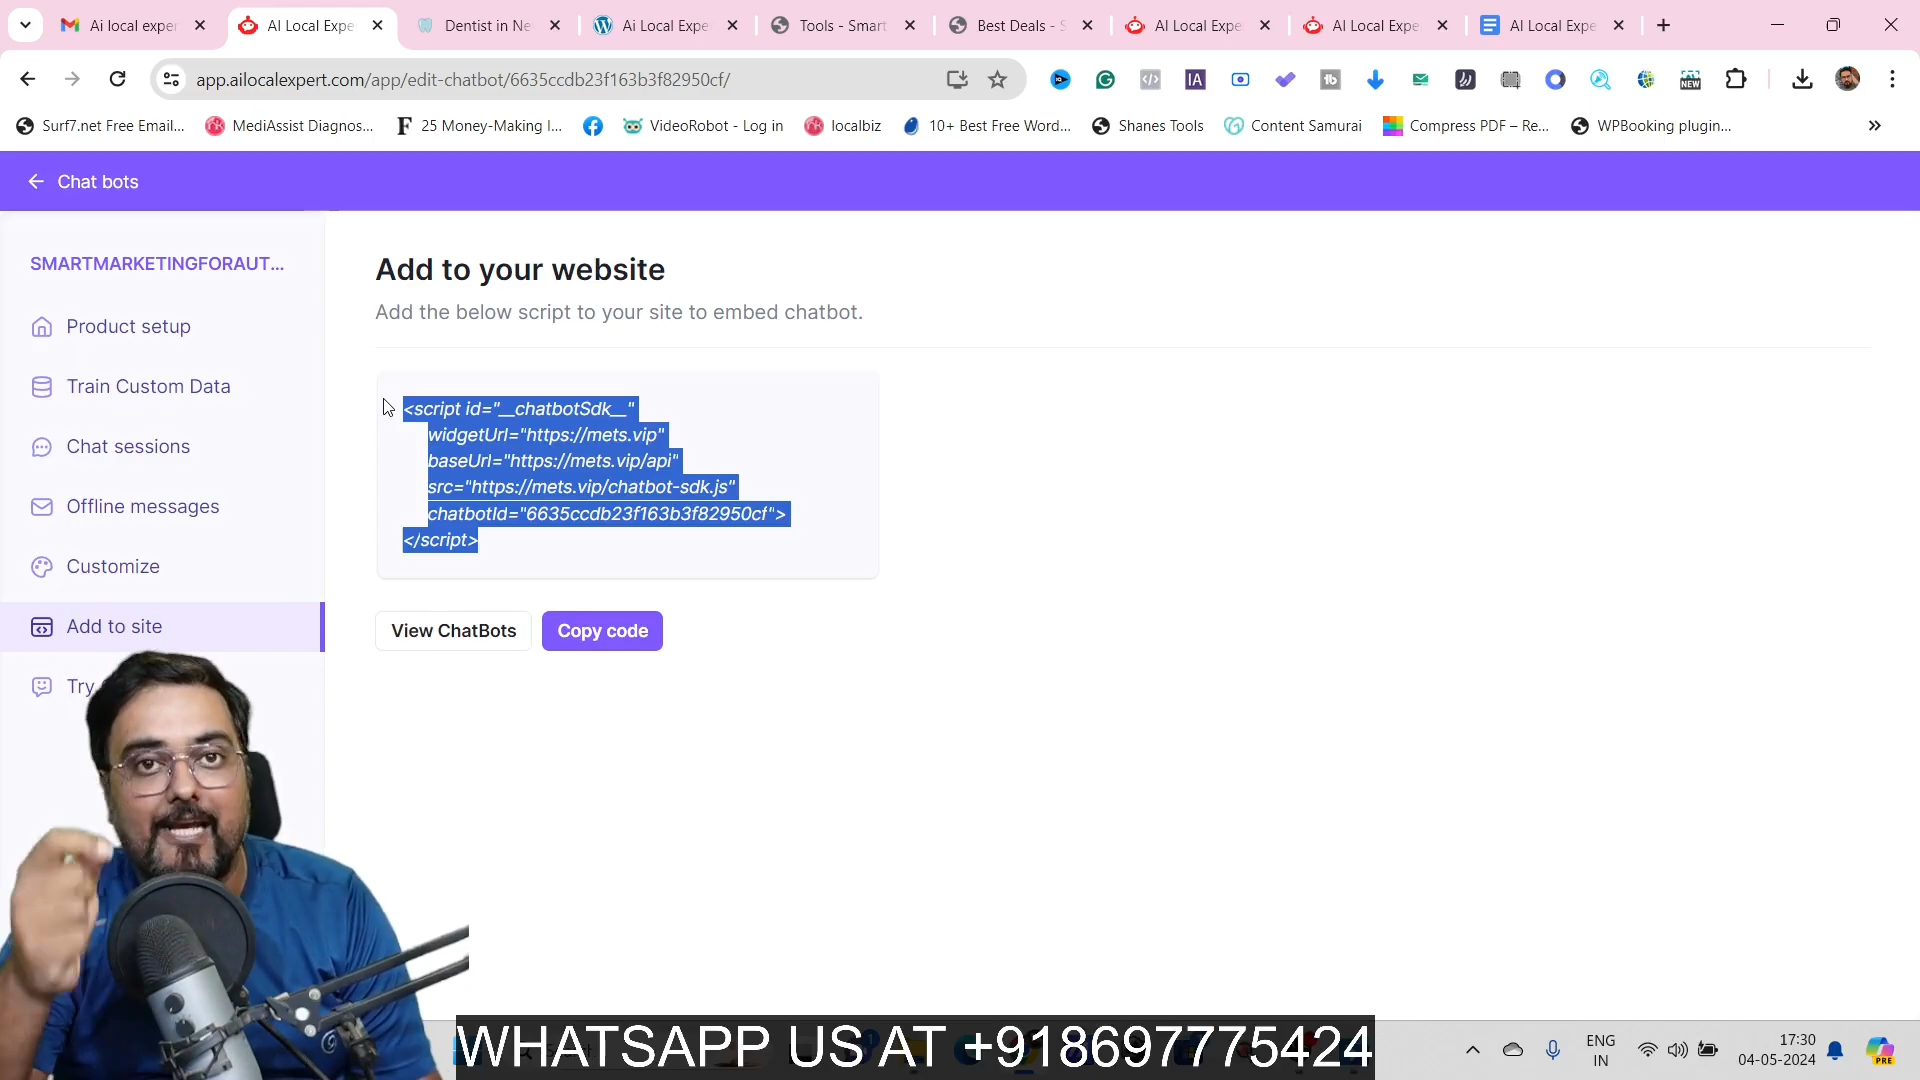 Ai local exper
AI Local Expe
Dentist in Ne
Ai Local Expe
Tools - Smart
Best Deals - S
AI Local Expe
AI Local Expe
AI Local Expe
app.ailocalexpert.com/app/edit-chatbot/6635ccdb23f163b3f82950cf/
IA
NEW
Surf7.net Free Email...
MediAssist Diagnos...
25 Money-Making I...
VideoRobot - Log in
localbiz
10+ Best Free Word...
Shanes Tools
Content Samurai
Compress PDF – Re...
WPBooking plugin...
Chat bots
SMARTMARKETINGFORAUT...
Product setup
Train Custom Data
Chat sessions
Offline messages
Customize
Add to site
Try
Add to your website
Add the below script to your site to embed chatbot.
<script id="__chatbotSdk__"
widgetUrl="https://mets.vip"
baseUrl="https://mets.vip/api"
src="https://mets.vip/chatbot-sdk.js"
chatbotId="6635ccdb23f163b3f82950cf">
</script>
View ChatBots
Copy code
WHATSAPP US AT +918697775424
ENG
IN
17:30
04-05-2024
PRE